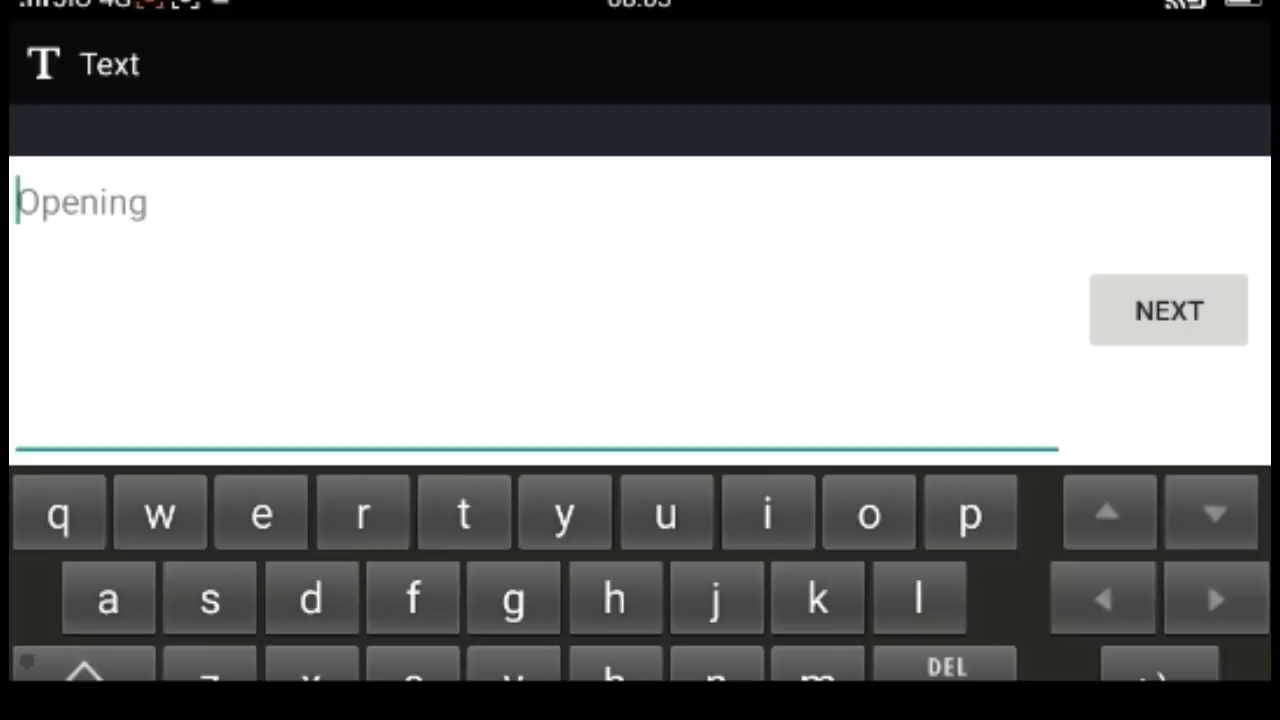 Text
Opening
NEXT
q w e r t y u i o p
a s d f g h j k l
DEL